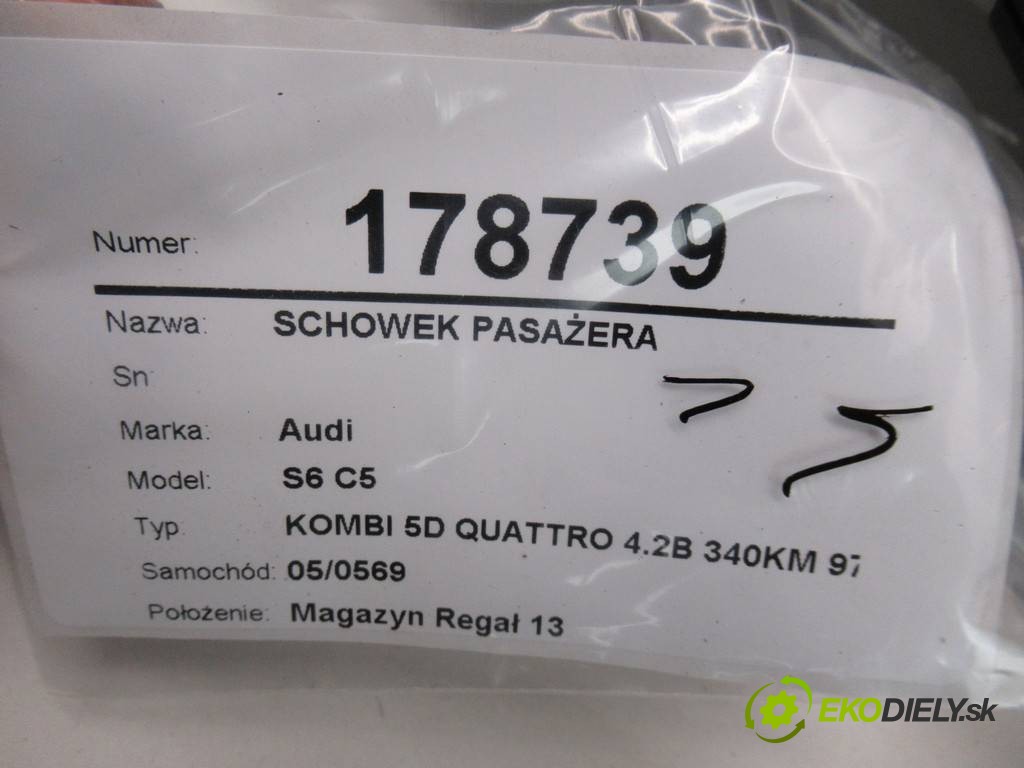 Numer: 178739
Nazwa: SCHOWEK PASAŻERA
Sn:
Marka: Audi
Model: S6 C5
Typ: KOMBI 5D QUATTRO 4.2B 340KM 97
Samochód: 05/0569
Położenie: Magazyn Regał 13
EKODIELY.sk